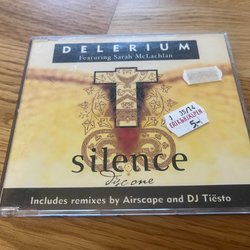 DELERIUM
Featuring Sarah McLachlan
silence
disc one
Includes remixes by Airscape and DJ Tiësto
5:-